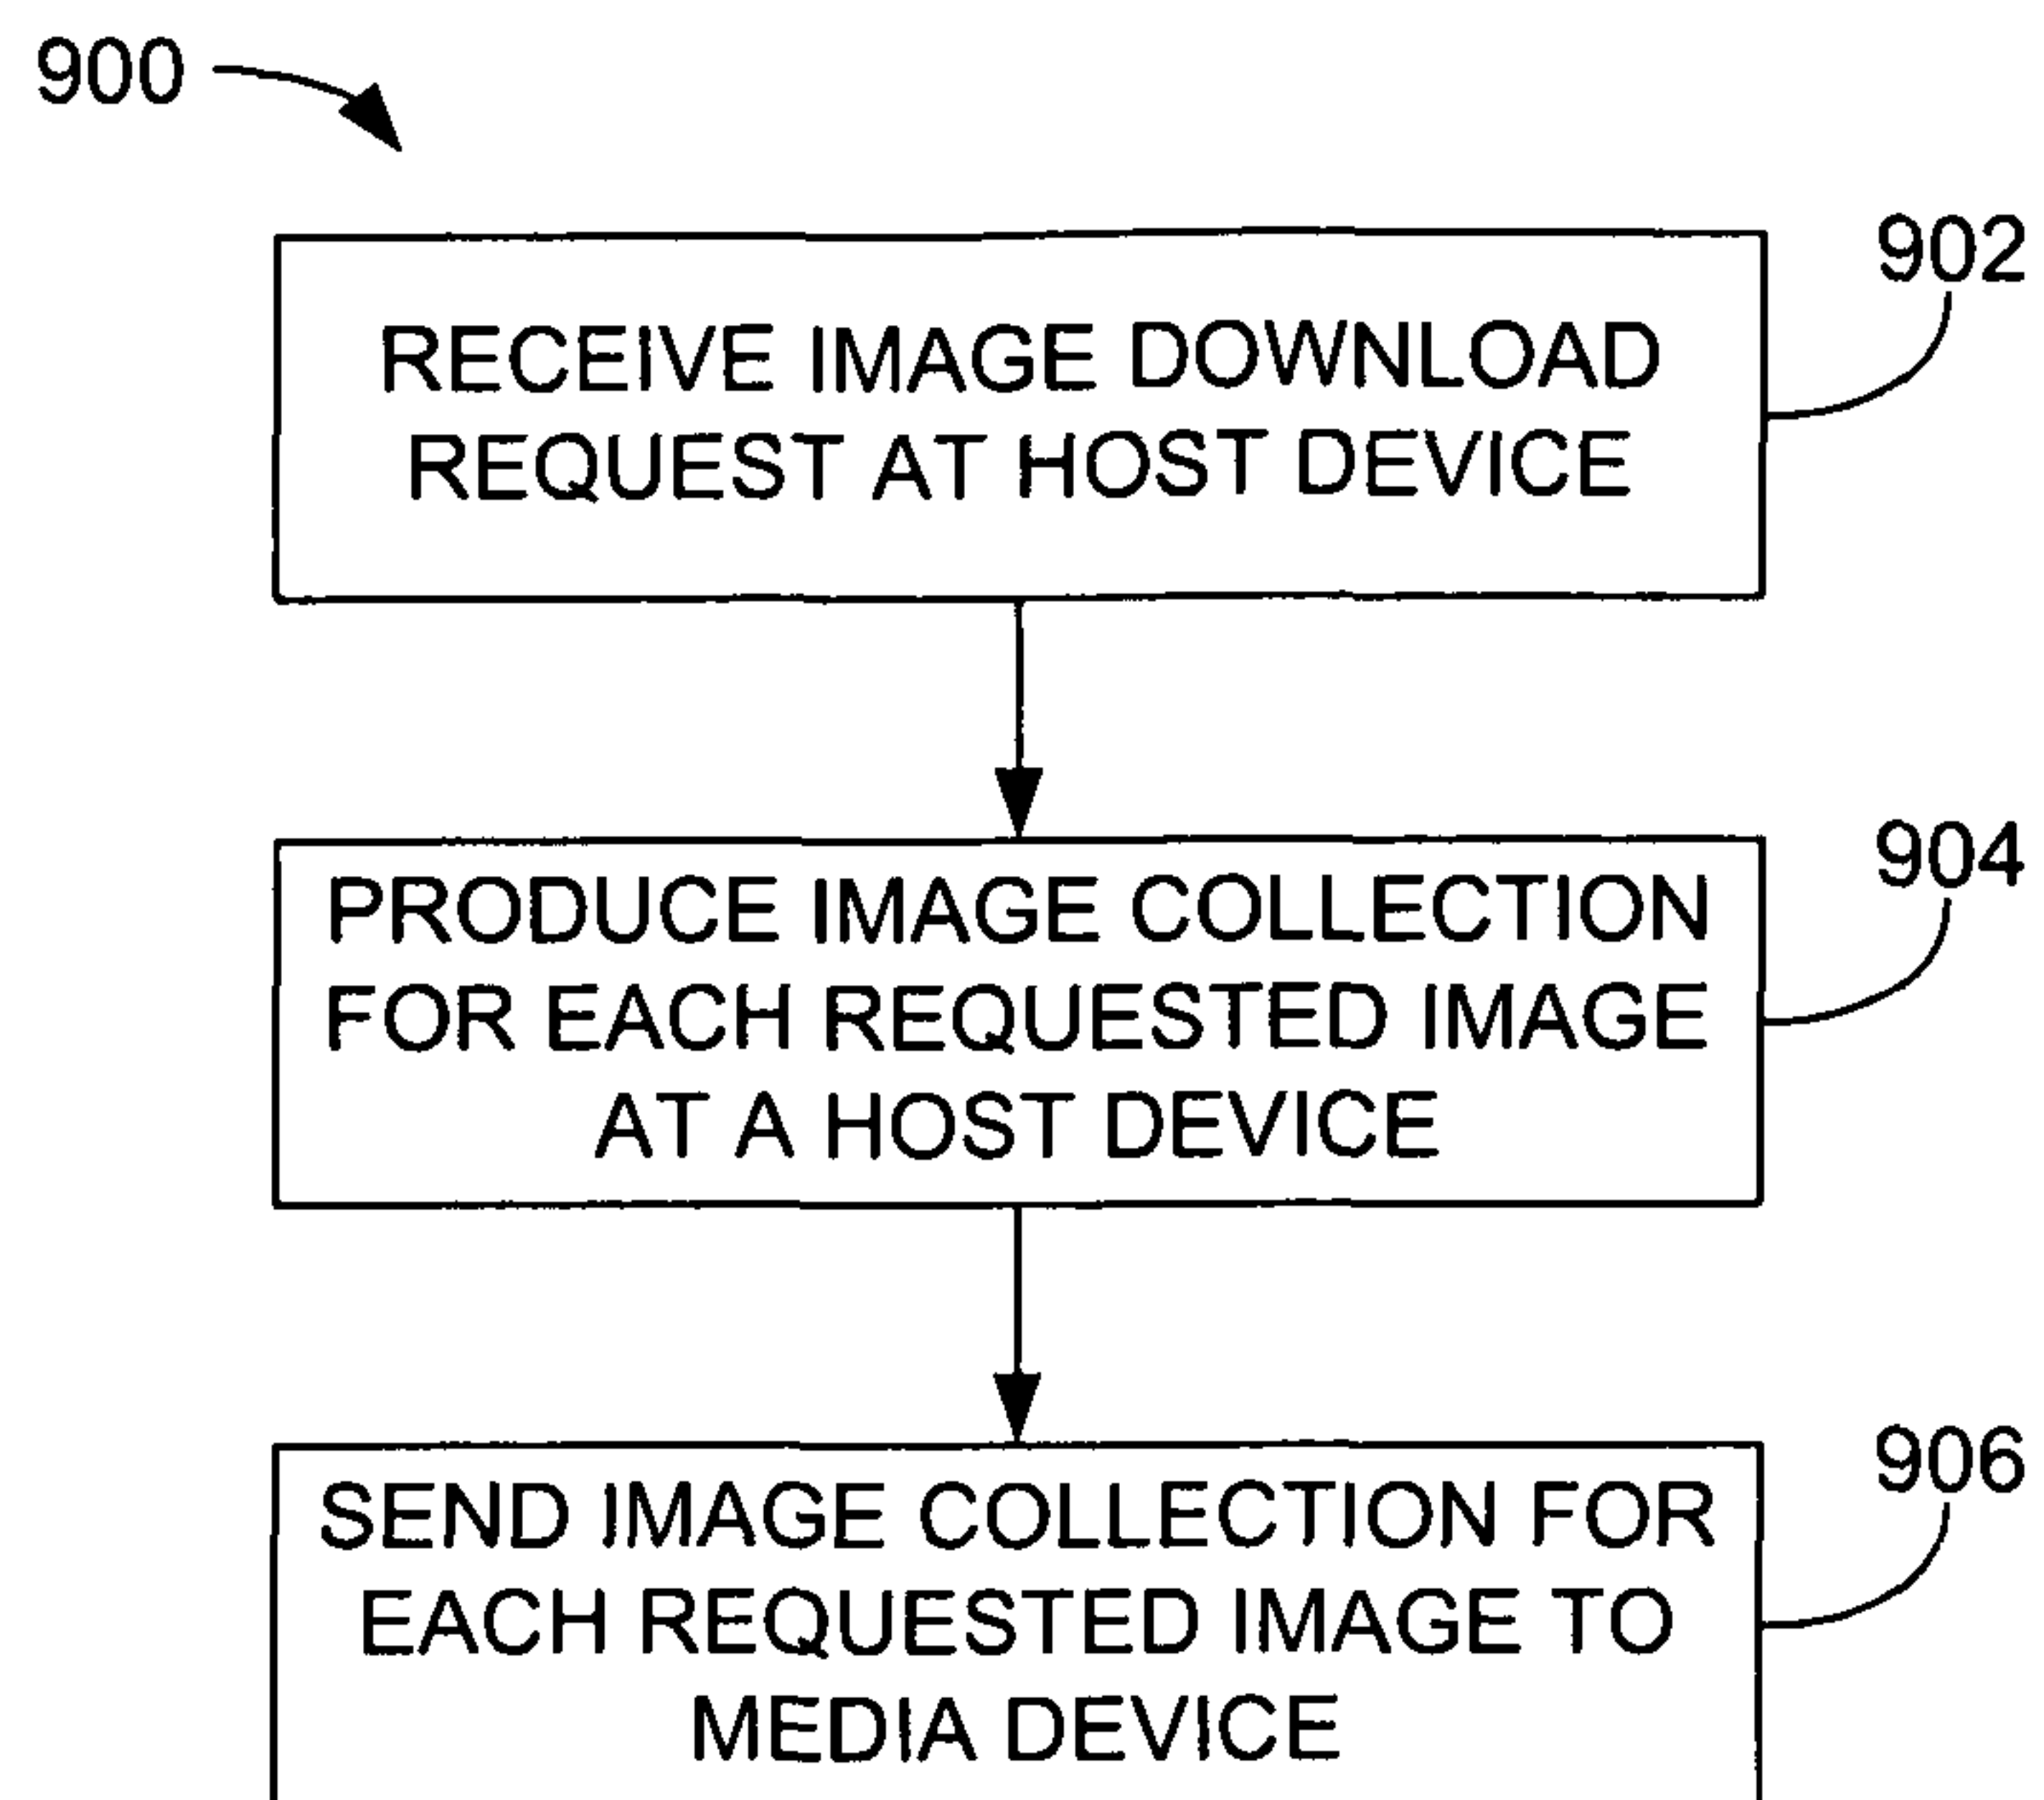 900
902
RECEIVE IMAGE DOWNLOAD
REQUEST AT HOST DEVICE
904
PRODUCE IMAGE COLLECTION
FOR EACH REQUESTED IMAGE
AT A HOST DEVICE
906
SEND IMAGE COLLECTION FOR
EACH REQUESTED IMAGE TO
MEDIA DEVICE